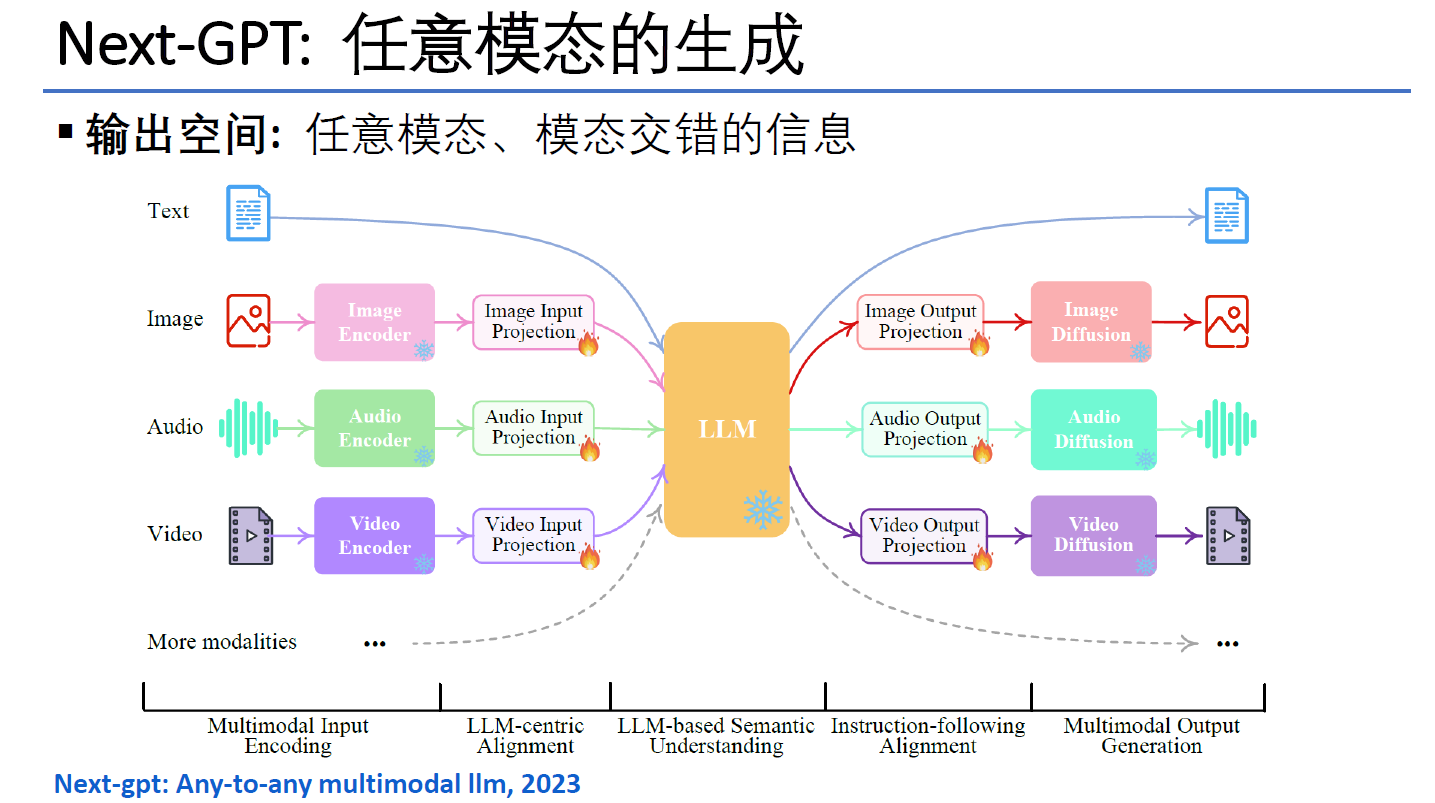 Next-GPT: 任意模态的生成
▪ 输出空间: 任意模态、模态交错的信息
Text
Image
Image
Encoder
Image Input
Projection
Image Output
Projection
Image
Diffusion
Audio
Audio
Encoder
Audio Input
Projection
LLM
Audio Output
Projection
Audio
Diffusion
Video
Video
Encoder
Video Input
Projection
Video Output
Projection
Video
Diffusion
More modalities
•••
•••
Multimodal Input
Encoding
LLM-centric
Alignment
LLM-based Semantic
Understanding
Instruction-following
Alignment
Multimodal Output
Generation
Next-gpt: Any-to-any multimodal llm, 2023